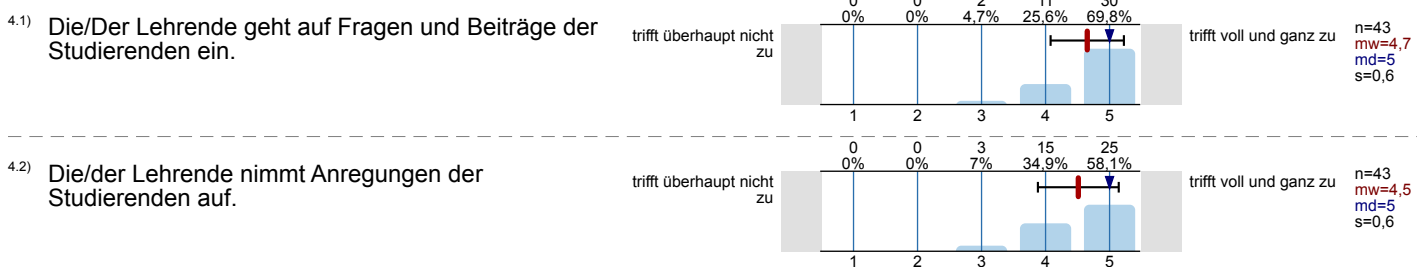 0 0 2 11 30
0% 0% 4,7% 25,6% 69,8%
4.1) Die/Der Lehrende geht auf Fragen und Beiträge der
Studierenden ein.
trifft überhaupt nicht
zu
trifft voll und ganz zu
n=43
mw=4,7
md=5
s=0,6
1 2 3 4 5
0 0 3 15 25
0% 0% 7% 34,9% 58,1%
4.2) Die/der Lehrende nimmt Anregungen der
Studierenden auf.
trifft überhaupt nicht
zu
trifft voll und ganz zu
n=43
mw=4,5
md=5
s=0,6
1 2 3 4 5